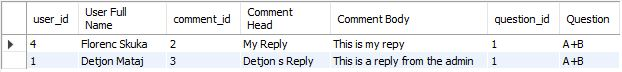 user_id User Full Name comment_id Comment Head Comment Body question_id Question
4 Florenc Skuka 2 My Reply This is my repy 1 A+B
1 Detjon Mataj 3 Detjon s Reply This is a reply from the admin 1 A+B